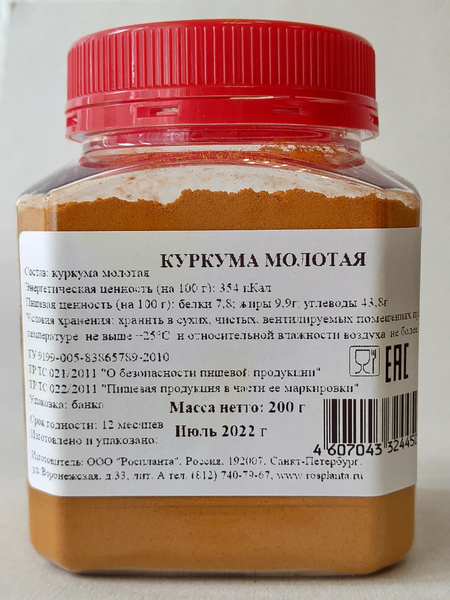 КУРКУМА МОЛОТАЯ
Состав: куркума молотая
Энергетическая ценность (на 100 г): 354 кКал
Пищевая ценность (на 100 г): белки 7,8; жиры 9,9г; углеводы 43,8г
Условия хранения: хранить в сухих, чистых, вентилируемых помещениях
температуре не выше +25°С и относительной влажности воздуха не более
ТУ 9199-005-83865789-2010
ТР ТС 021/2011 "О безопасности пищевой продукции"
ТР ТС 022/2011 "Пищевая продукция в части ее маркировки"
EAC
Упаковка: банка
Масса нетто: 200 г
Срок годности: 12 месяцев
Изготовлено и упаковано:
Июль 2022 г
4 607043 32445
Изготовитель: ООО "Роспланта". Россия, 192007, Санкт-Петербург,
ул. Воронежская, д.33, лит. А тел. (812) 740-79-67, www.rosplanta.ru